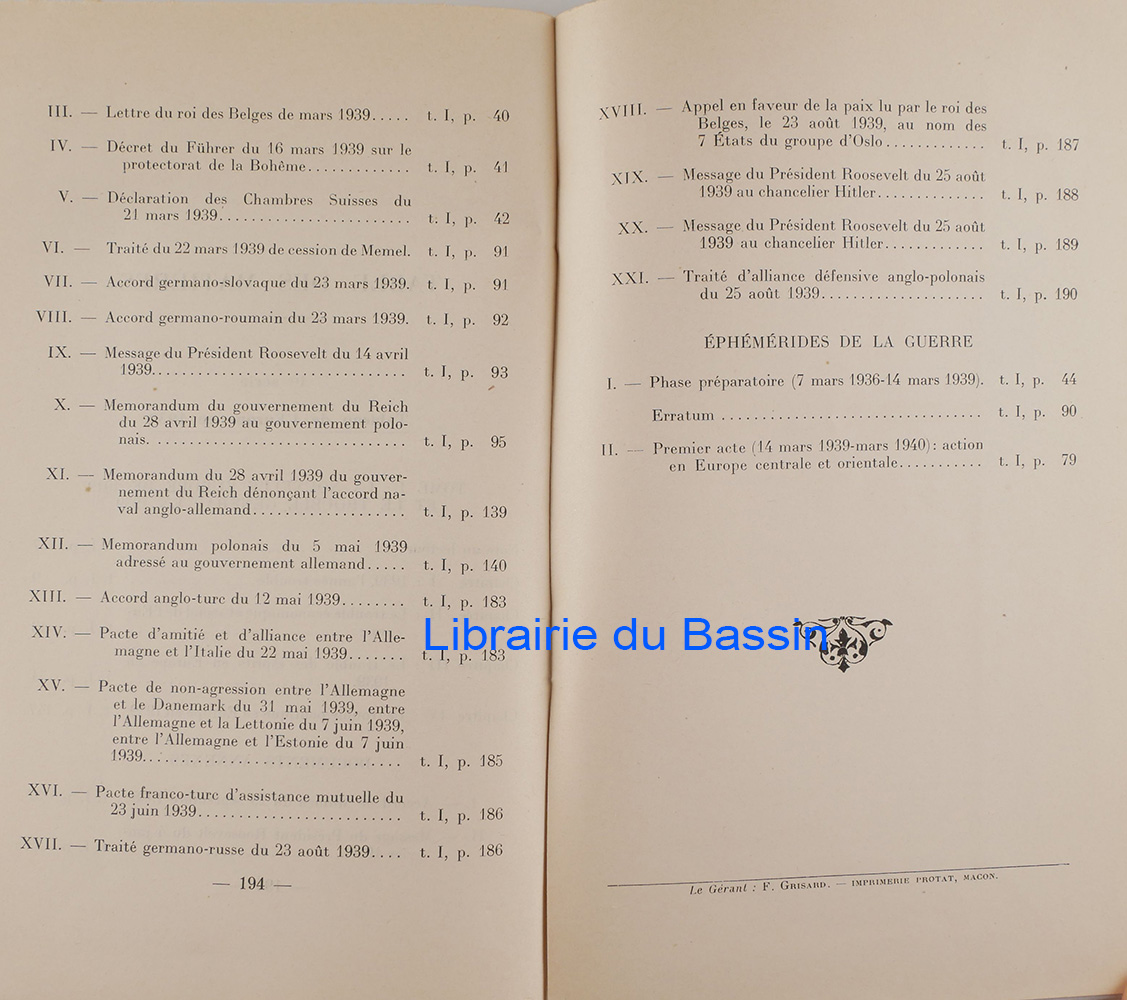 III. — Lettre du roi des Belges de mars 1939..... t. I, p. 40
IV. — Décret du Führer du 16 mars 1939 sur le
protectorat de la Bohême............. t. I, p. 41
V. — Déclaration des Chambres Suisses du
21 mars 1939......................... t. I, p. 42
VI. — Traité du 22 mars 1939 de cession de Memel. t. I, p. 91
VII. — Accord germano-slovaque du 23 mars 1939. t. I, p. 91
VIII. — Accord germano-roumain du 23 mars 1939. t. I, p. 92
IX. — Message du Président Roosevelt du 14 avril
1939................................. t. I, p. 93
X. — Memorandum du gouvernement du Reich
du 28 avril 1939 au gouvernement polo-
nais. ................................ t. I, p. 95
XI. — Memorandum du 28 avril 1939 du gouver-
nement du Reich dénonçant l'accord na-
val anglo-allemand.................... t. I, p. 139
XII. — Memorandum polonais du 5 mai 1939
adressé au gouvernement allemand..... t. I, p. 140
XIII. — Accord anglo-turc du 12 mai 1939........ t. I, p. 183
XIV. — Pacte d'amitié et d'alliance entre l'Alle-
magne et l'Italie du 22 mai 1939....... t. I, p. 183
XV. — Pacte de non-agression entre l'Allemagne
et le Danemark du 31 mai 1939, entre
l'Allemagne et la Lettonie du 7 juin 1939,
entre l'Allemagne et l'Estonie du 7 juin
1939................................. t. I, p. 185
XVI. — Pacte franco-turc d'assistance mutuelle du
23 juin 1939.......................... t. I, p. 186
XVII. — Traité germano-russe du 23 août 1939.... t. I, p. 186
— 194 —
XVIII. — Appel en faveur de la paix lu par le roi des
Belges, le 23 août 1939, au nom des
7 États du groupe d'Oslo............. t. I, p. 187
XIX. — Message du Président Roosevelt du 25 août
1939 au chancelier Hitler.............. t. I, p. 188
XX. — Message du Président Roosevelt du 25 août
1939 au chancelier Hitler............. t. I, p. 189
XXI. — Traité d'alliance défensive anglo-polonais
du 25 août 1939..................... t. I, p. 190
ÉPHÉMÉRIDES DE LA GUERRE
I. — Phase préparatoire (7 mars 1936-14 mars 1939). t. I, p. 44
Erratum ................................. t. I, p. 90
II. — Premier acte (14 mars 1939-mars 1940) : action
en Europe centrale et orientale........... t. I, p. 79
Librairie du Bassin
Le Gérant : F. GRISARD. — IMPRIMERIE PROTAT, MACON.